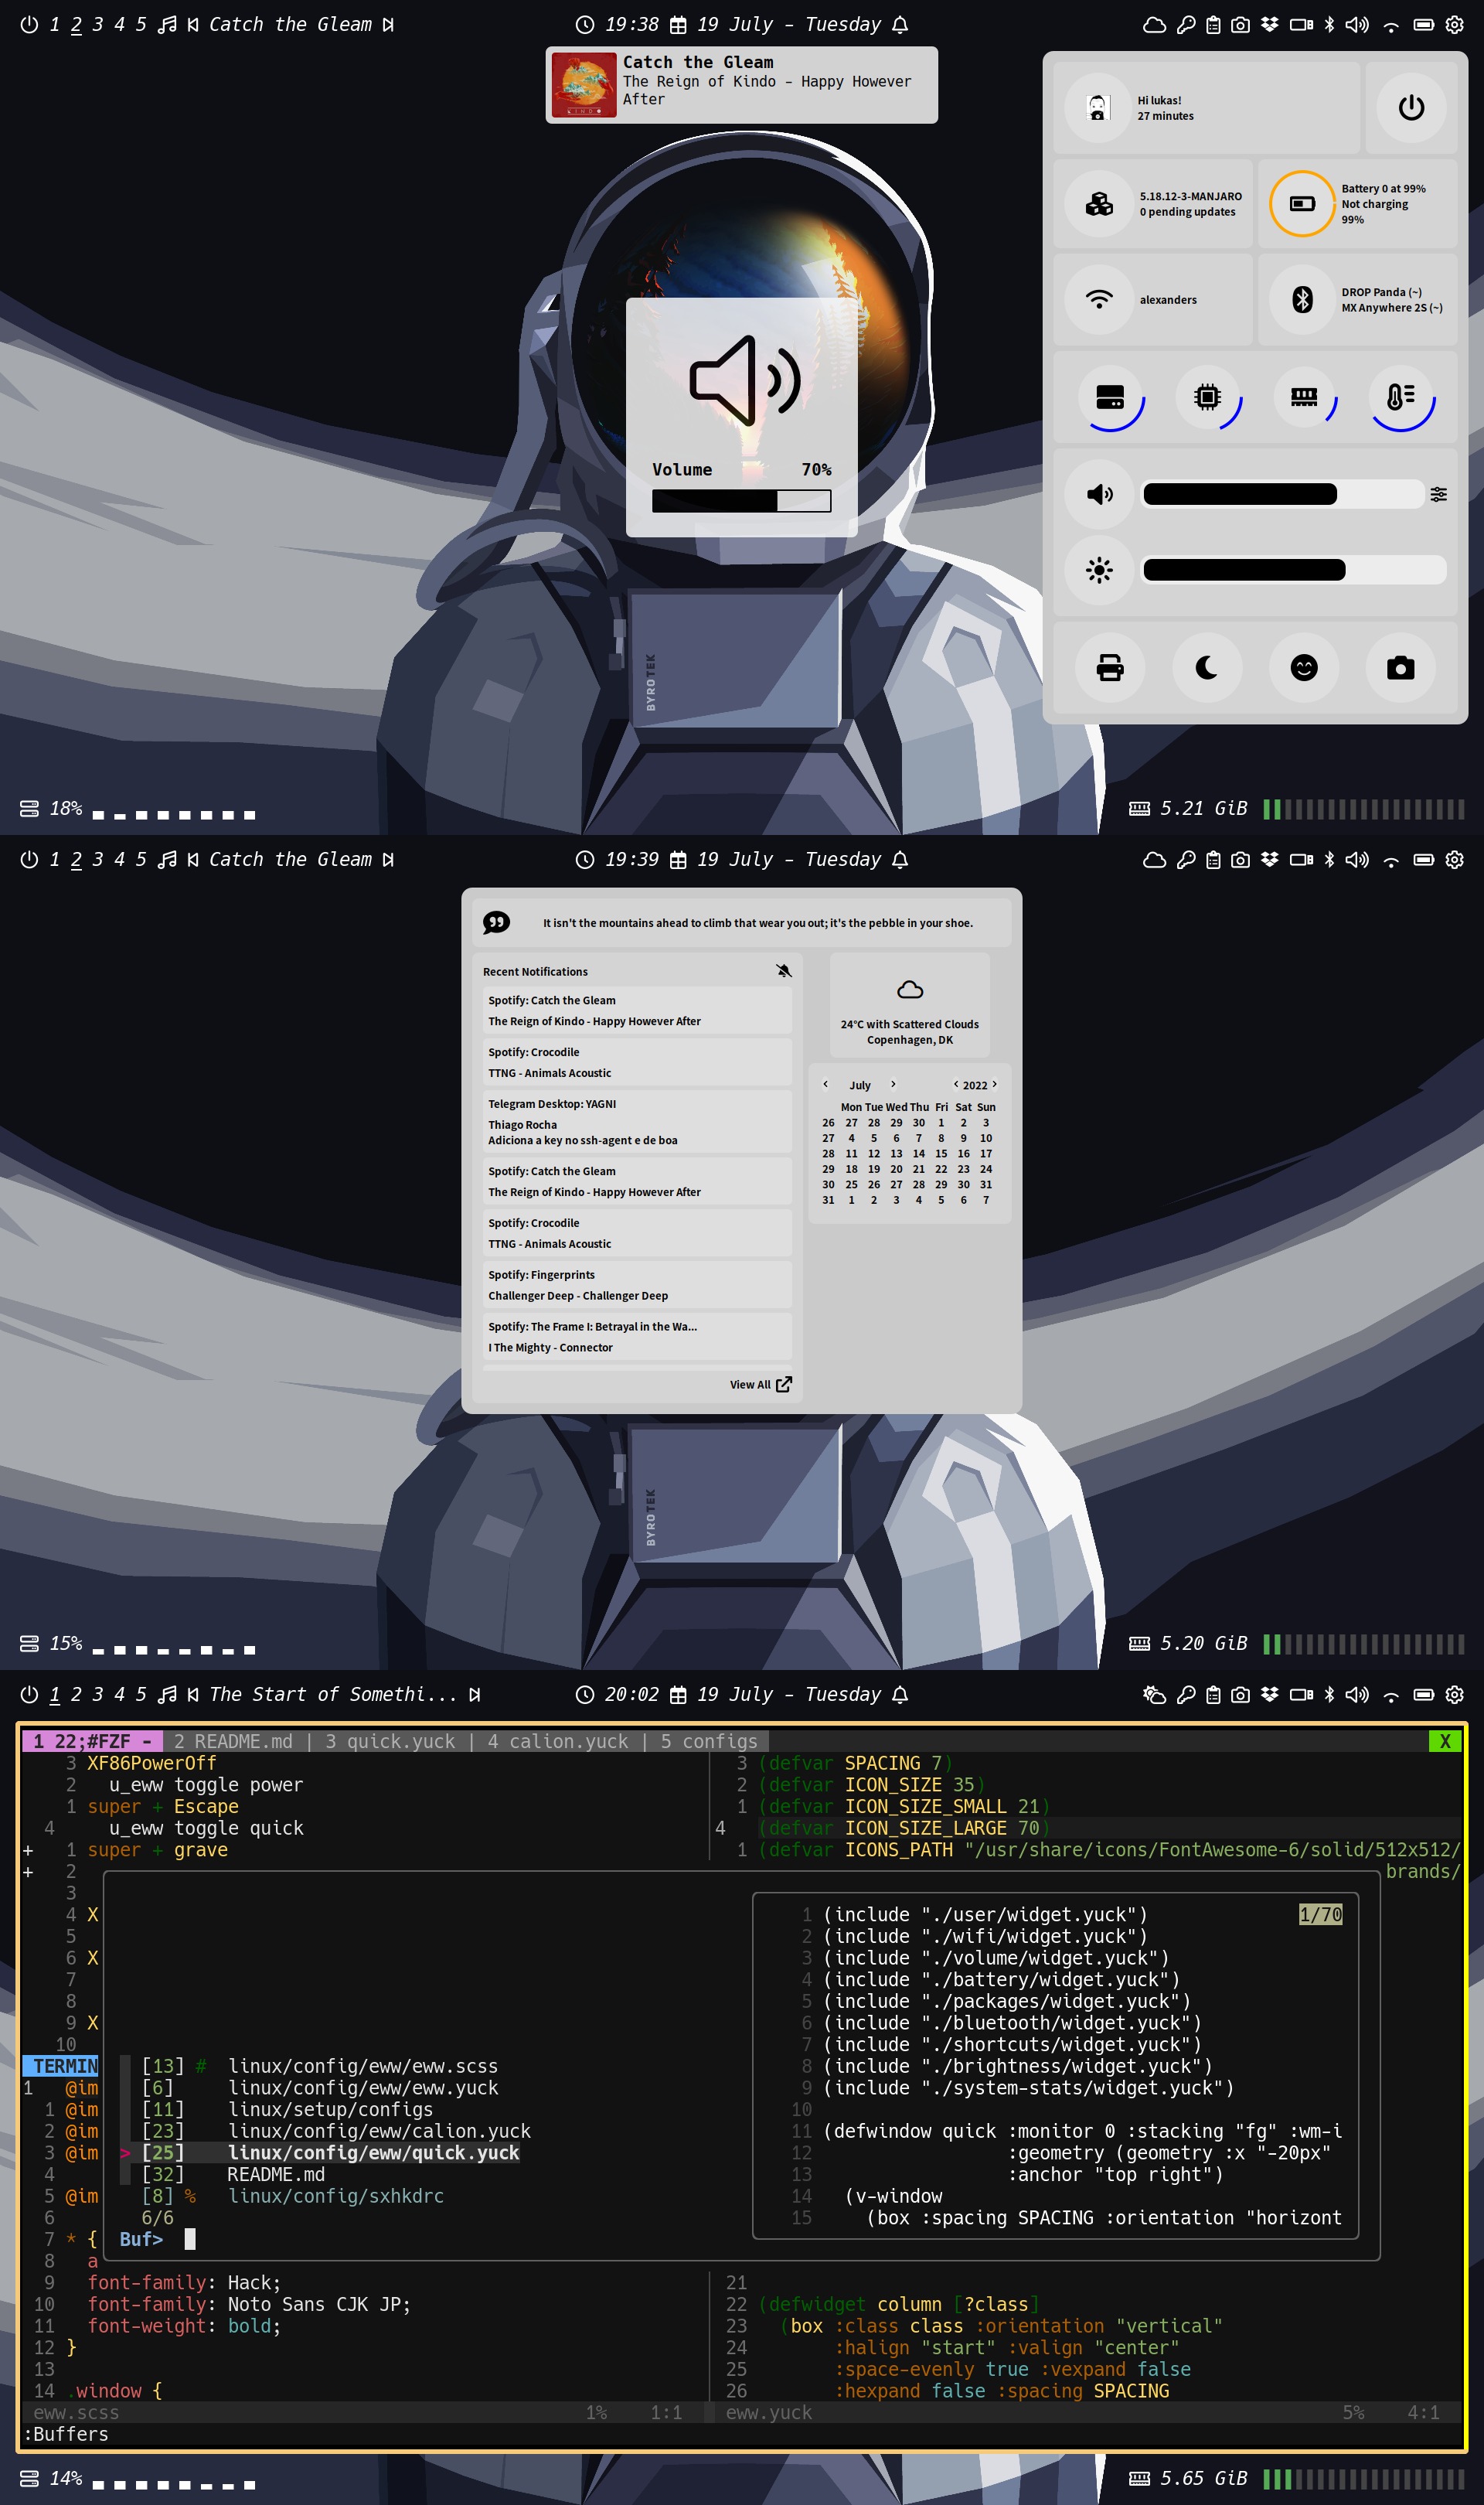 1 2 3 4 5 Catch the Gleam
19:38 19 July - Tuesday
Catch the Gleam
The Reign of Kindo - Happy However
After
KINDO
Hi lukas!
27 minutes
5.18.12-3-MANJARO
0 pending updates
Battery 0 at 99%
Not charging
99%
alexanders
DROP Panda (~)
MX Anywhere 2S (~)
Volume 70%
BYROTEK
18%
5.21 GiB
1 2 3 4 5 Catch the Gleam
19:39 19 July - Tuesday
It isn't the mountains ahead to climb that wear you out; it's the pebble in your shoe.
Recent Notifications
Spotify: Catch the Gleam
The Reign of Kindo - Happy However After
Spotify: Crocodile
TTNG - Animals Acoustic
Telegram Desktop: YAGNI
Thiago Rocha
Adiciona a key no ssh-agent e de boa
Spotify: Catch the Gleam
The Reign of Kindo - Happy However After
Spotify: Crocodile
TTNG - Animals Acoustic
Spotify: Fingerprints
Challenger Deep - Challenger Deep
Spotify: The Frame I: Betrayal in the Wa...
I The Mighty - Connector
View All
24°C with Scattered Clouds
Copenhagen, DK
< July > < 2022 >
Mon Tue Wed Thu Fri Sat Sun
26 27 28 29 30 1 2 3
27 4 5 6 7 8 9 10
28 11 12 13 14 15 16 17
29 18 19 20 21 22 23 24
30 25 26 27 28 29 30 31
31 1 2 3 4 5 6 7
BYROTEK
15%
5.20 GiB
1 2 3 4 5 The Start of Somethi...
20:02 19 July - Tuesday
1 22;#FZF - 2 README.md | 3 quick.yuck | 4 calion.yuck | 5 configs X
3 XF86PowerOff
2 u_eww toggle power
1 super + Escape
4 u_eww toggle quick
+ 1 super + grave
+ 2
3
4 X
5
6 X
7
8
9 X
10
3 (defvar SPACING 7)
2 (defvar ICON_SIZE 35)
1 (defvar ICON_SIZE_SMALL 21)
4 (defvar ICON_SIZE_LARGE 70)
1 (defvar ICONS_PATH "/usr/share/icons/FontAwesome-6/solid/512x512/
brands/
TERMIN
1 @im
1 @im
2 @im
3 @im
4
5 @im
6
7 * {
8 a
[13] # linux/config/eww/eww.scss
[6] linux/config/eww/eww.yuck
[11] linux/setup/configs
[23] linux/config/eww/calion.yuck
> [25] linux/config/eww/quick.yuck
[32] README.md
[8] % linux/config/sxhkdrc
6/6
Buf>
1 (include "./user/widget.yuck") 1/70
2 (include "./wifi/widget.yuck")
3 (include "./volume/widget.yuck")
4 (include "./battery/widget.yuck")
5 (include "./packages/widget.yuck")
6 (include "./bluetooth/widget.yuck")
7 (include "./shortcuts/widget.yuck")
8 (include "./brightness/widget.yuck")
9 (include "./system-stats/widget.yuck")
10
11 (defwindow quick :monitor 0 :stacking "fg" :wm-i
12 :geometry (geometry :x "-20px"
13 :anchor "top right")
14 (v-window
15 (box :spacing SPACING :orientation "horizont
9 font-family: Hack;
10 font-family: Noto Sans CJK JP;
11 font-weight: bold;
12 }
13
14 .window {
21
22 (defwidget column [?class]
23 (box :class class :orientation "vertical"
24 :halign "start" :valign "center"
25 :space-evenly true :vexpand false
26 :hexpand false :spacing SPACING
eww.scss 1% 1:1
eww.yuck 5% 4:1
:Buffers
14%
5.65 GiB